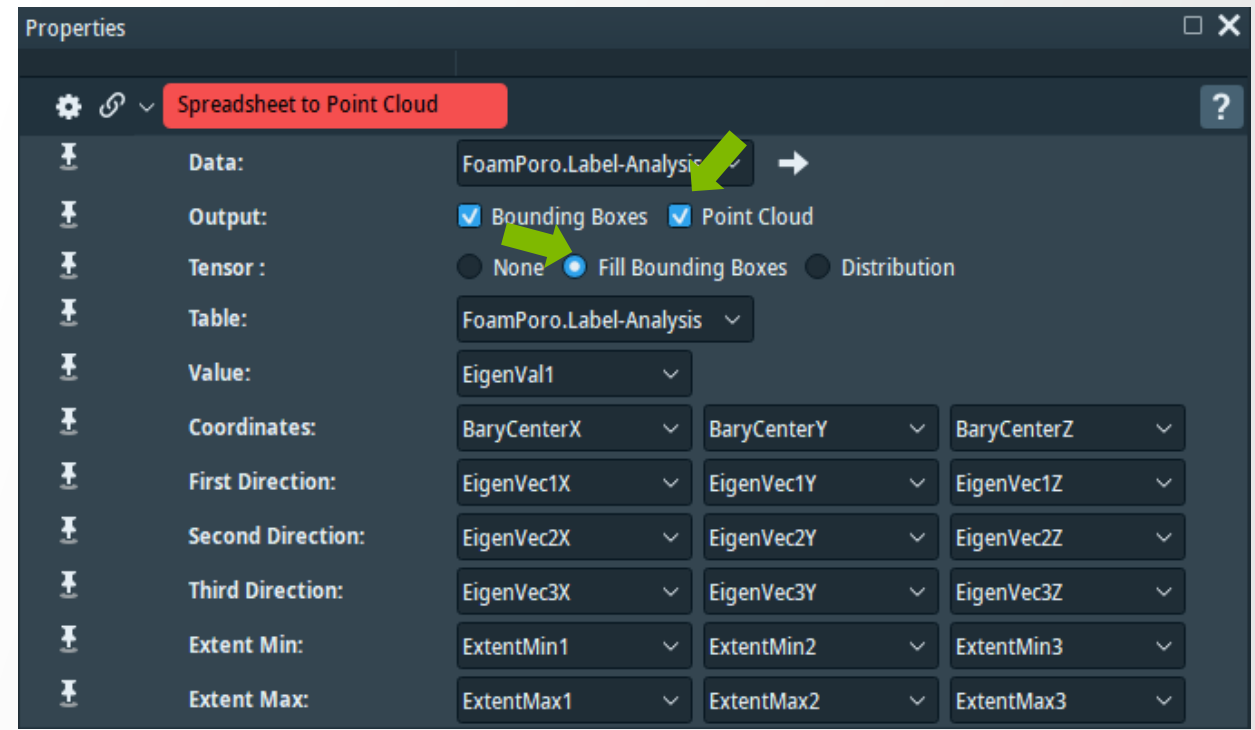 Properties
Spreadsheet to Point Cloud ?
Data: FoamPoro.Label-Analysis
Output: Bounding Boxes Point Cloud
Tensor : None Fill Bounding Boxes Distribution
Table: FoamPoro.Label-Analysis
Value: EigenVal1
Coordinates: BaryCenterX BaryCenterY BaryCenterZ
First Direction: EigenVec1X EigenVec1Y EigenVec1Z
Second Direction: EigenVec2X EigenVec2Y EigenVec2Z
Third Direction: EigenVec3X EigenVec3Y EigenVec3Z
Extent Min: ExtentMin1 ExtentMin2 ExtentMin3
Extent Max: ExtentMax1 ExtentMax2 ExtentMax3